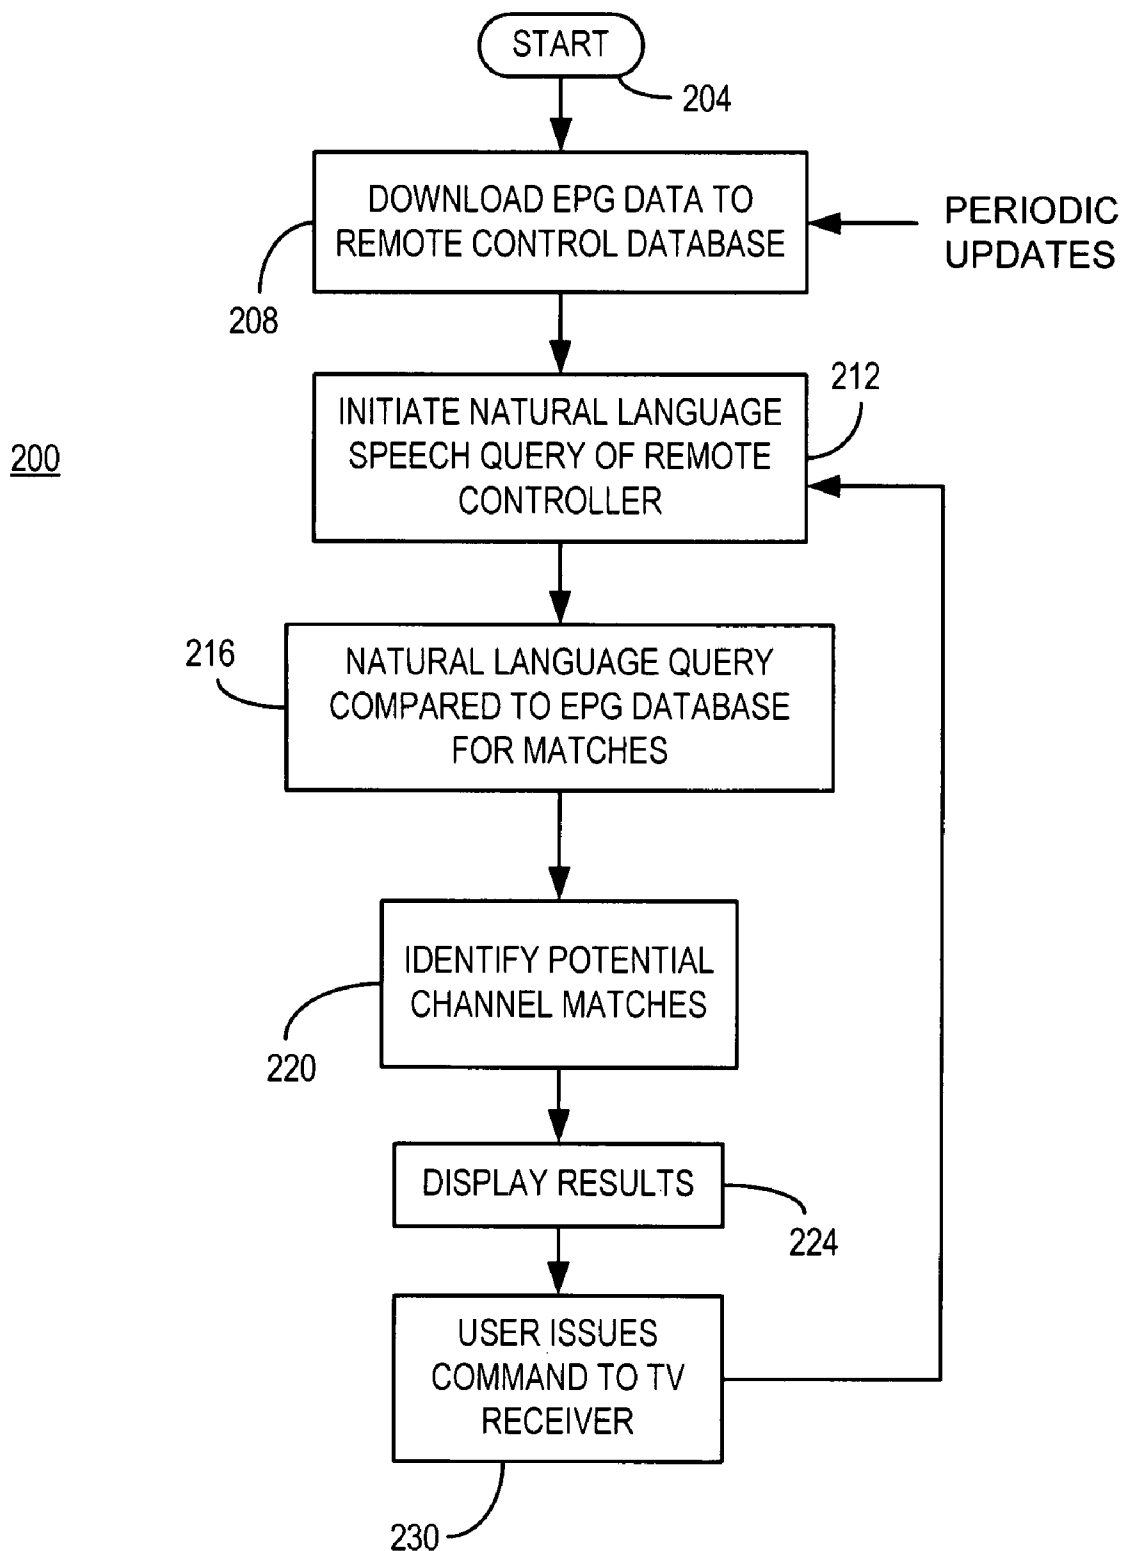 START
204
DOWNLOAD EPG DATA TO
REMOTE CONTROL DATABASE
PERIODIC
UPDATES
208
INITIATE NATURAL LANGUAGE
SPEECH QUERY OF REMOTE
CONTROLLER
212
200
216
NATURAL LANGUAGE QUERY
COMPARED TO EPG DATABASE
FOR MATCHES
IDENTIFY POTENTIAL
CHANNEL MATCHES
220
DISPLAY RESULTS
224
USER ISSUES
COMMAND TO TV
RECEIVER
230